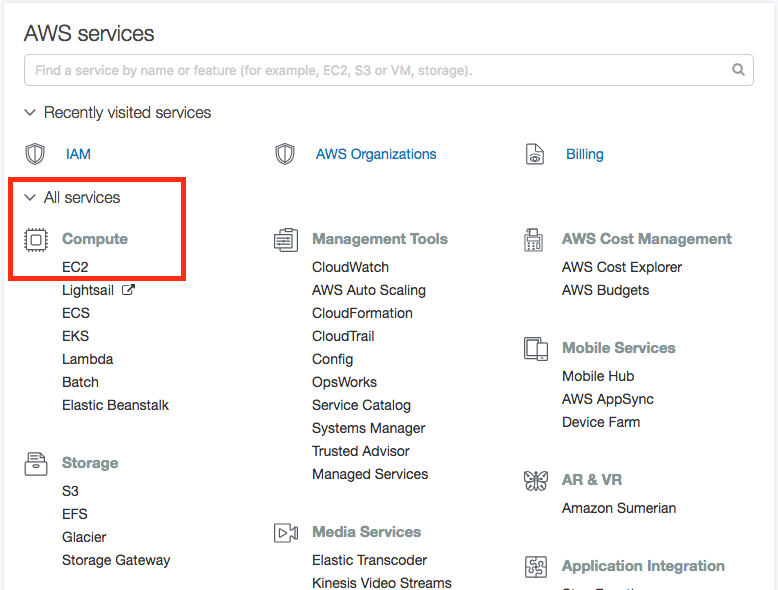 AWS services
Find a service by name or feature (for example, EC2, S3 or VM, storage).
Recently visited services
IAM
AWS Organizations
Billing
All services
Compute
EC2
Lightsail
ECS
EKS
Lambda
Batch
Elastic Beanstalk
Storage
S3
EFS
Glacier
Storage Gateway
Management Tools
CloudWatch
AWS Auto Scaling
CloudFormation
CloudTrail
Config
OpsWorks
Service Catalog
Systems Manager
Trusted Advisor
Managed Services
Media Services
Elastic Transcoder
Kinesis Video Streams
AWS Cost Management
AWS Cost Explorer
AWS Budgets
Mobile Services
Mobile Hub
AWS AppSync
Device Farm
AR & VR
Amazon Sumerian
Application Integration